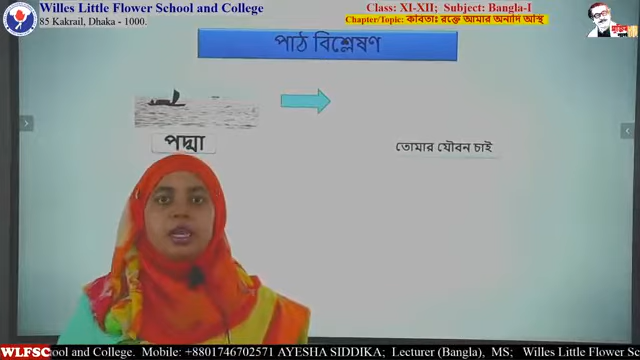 Willes Little Flower School and College
85 Kakrail, Dhaka - 1000.
Class: XI-XII; Subject: Bangla-I
Chapter/Topic: কবিতাঃ রক্তে আমার অনাদি অস্থি
পাঠ বিশ্লেষণ
পদ্মা
তোমার যৌবন চাই
WLFSC
ool and College. Mobile: +8801746702571 AYESHA SIDDIKA; Lecturer (Bangla), MS; Willes Little Flower Sc